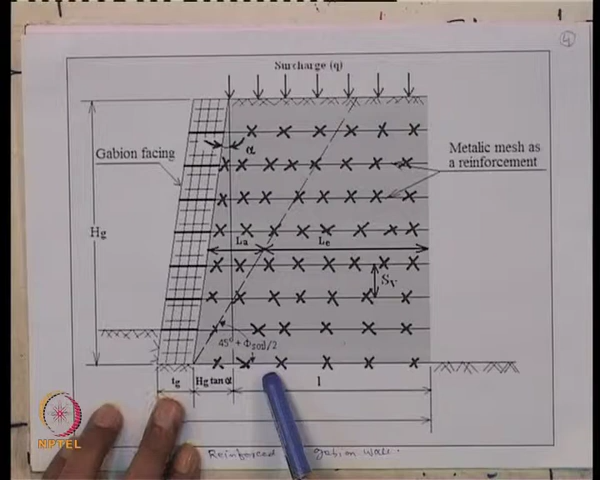 4
Surcharge (q)
α
Gabion facing
Metalic mesh as
a reinforcement
Hg
La
Le
Sv
45° + Φsoil/2
tg
Hg tan α
l
NPTEL
Reinforced gabion wall.